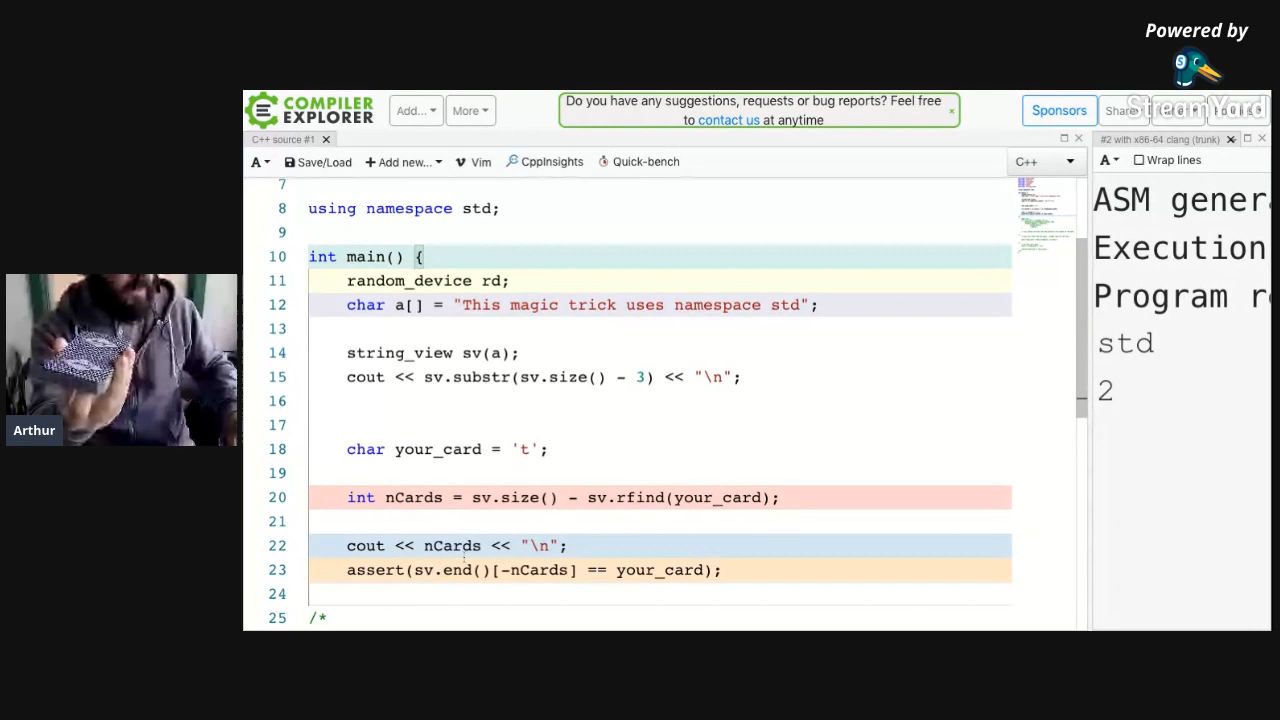 Powered by
StreamYard
COMPILER
EXPLORER
Add...
More
Do you have any suggestions, requests or bug reports? Feel free
to contact us at anytime
×
Sponsors
Share
C++ source #1
#2 with x86-64 clang (trunk)
A
Save/Load
Add new...
Vim
CppInsights
Quick-bench
C++
A
Wrap lines
7
8 using namespace std;
9
10 int main() {
11 random_device rd;
12 char a[] = "This magic trick uses namespace std";
13
14 string_view sv(a);
15 cout << sv.substr(sv.size() - 3) << "\n";
16
17
18 char your_card = 't';
19
20 int nCards = sv.size() - sv.rfind(your_card);
21
22 cout << nCards << "\n";
23 assert(sv.end()[-nCards] == your_card);
24
25 /*
ASM genera
Execution
Program re
std
2
Arthur